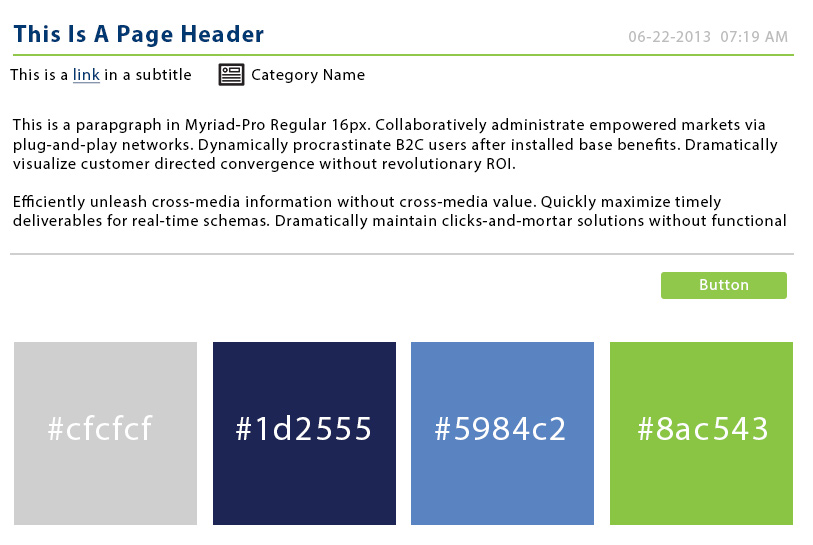 This Is A Page Header
06-22-2013 07:19 AM
This is a link in a subtitle
Category Name
This is a parapgraph in Myriad-Pro Regular 16px. Collaboratively administrate empowered markets via
plug-and-play networks. Dynamically procrastinate B2C users after installed base benefits. Dramatically
visualize customer directed convergence without revolutionary ROI.
Efficiently unleash cross-media information without cross-media value. Quickly maximize timely
deliverables for real-time schemas. Dramatically maintain clicks-and-mortar solutions without functional
Button
#cfcfcf
#1d2555
#5984c2
#8ac543